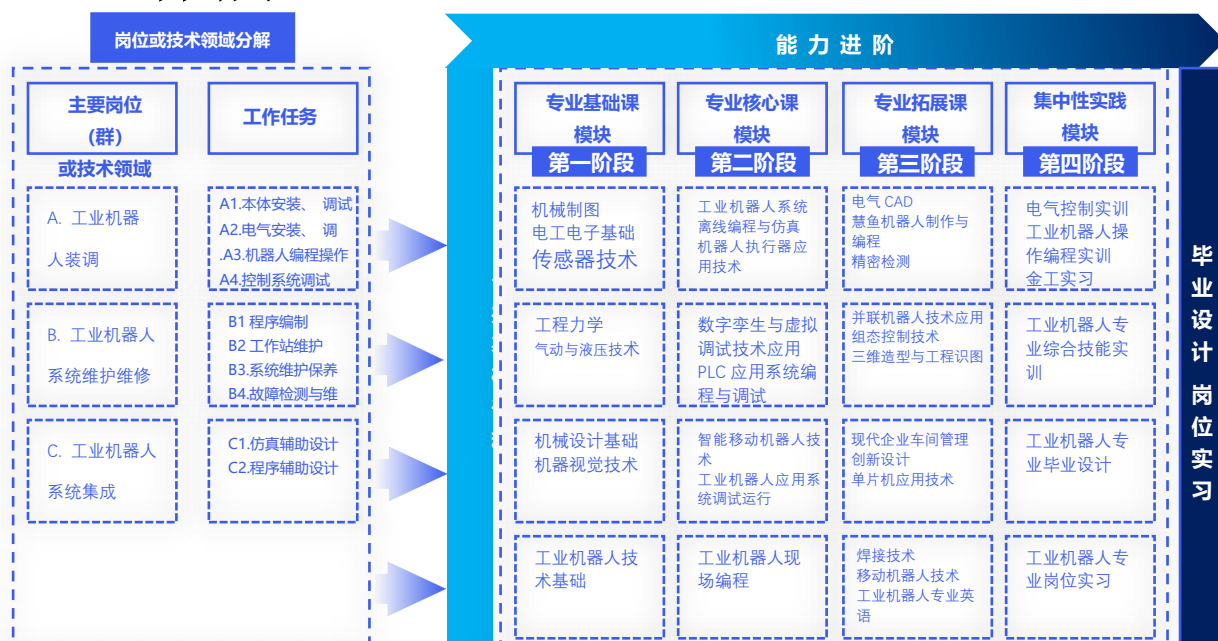 岗位或技术领域分解
能力进阶
主要岗位
(群)
或技术领域
工作任务
专业基础课
模块
第一阶段
专业核心课
模块
第二阶段
专业拓展课
模块
第三阶段
集中性实践
模块
第四阶段
A. 工业机器
人装调
A1.本体安装、 调试
A2.电气安装、 调
.A3.机器人编程操作
A4.控制系统调试
机械制图
电工电子基础
传感器技术
工业机器人系统
离线编程与仿真
机器人执行器应
用技术
电气 CAD
慧鱼机器人制作与
编程
精密检测
电气控制实训
工业机器人操
作编程实训
金工实习
B. 工业机器人
系统维护维修
B1 程序编制
B2 工作站维护
B3.系统维护保养
B4.故障检测与维
工程力学
气动与液压技术
数字孪生与虚拟
调试技术应用
PLC 应用系统编
程与调试
并联机器人技术应用
组态控制技术
三维造型与工程识图
工业机器人专
业综合技能实
训
C. 工业机器人
系统集成
C1.仿真辅助设计
C2.程序辅助设计
机械设计基础
机器视觉技术
智能移动机器人技
术
工业机器人应用系
统调试运行
现代企业车间管理
创新设计
单片机应用技术
工业机器人专
业毕业设计
工业机器人技
术基础
工业机器人现
场编程
焊接技术
移动机器人技术
工业机器人专业英
语
工业机器人专
业岗位实习
毕业设计 岗位实习